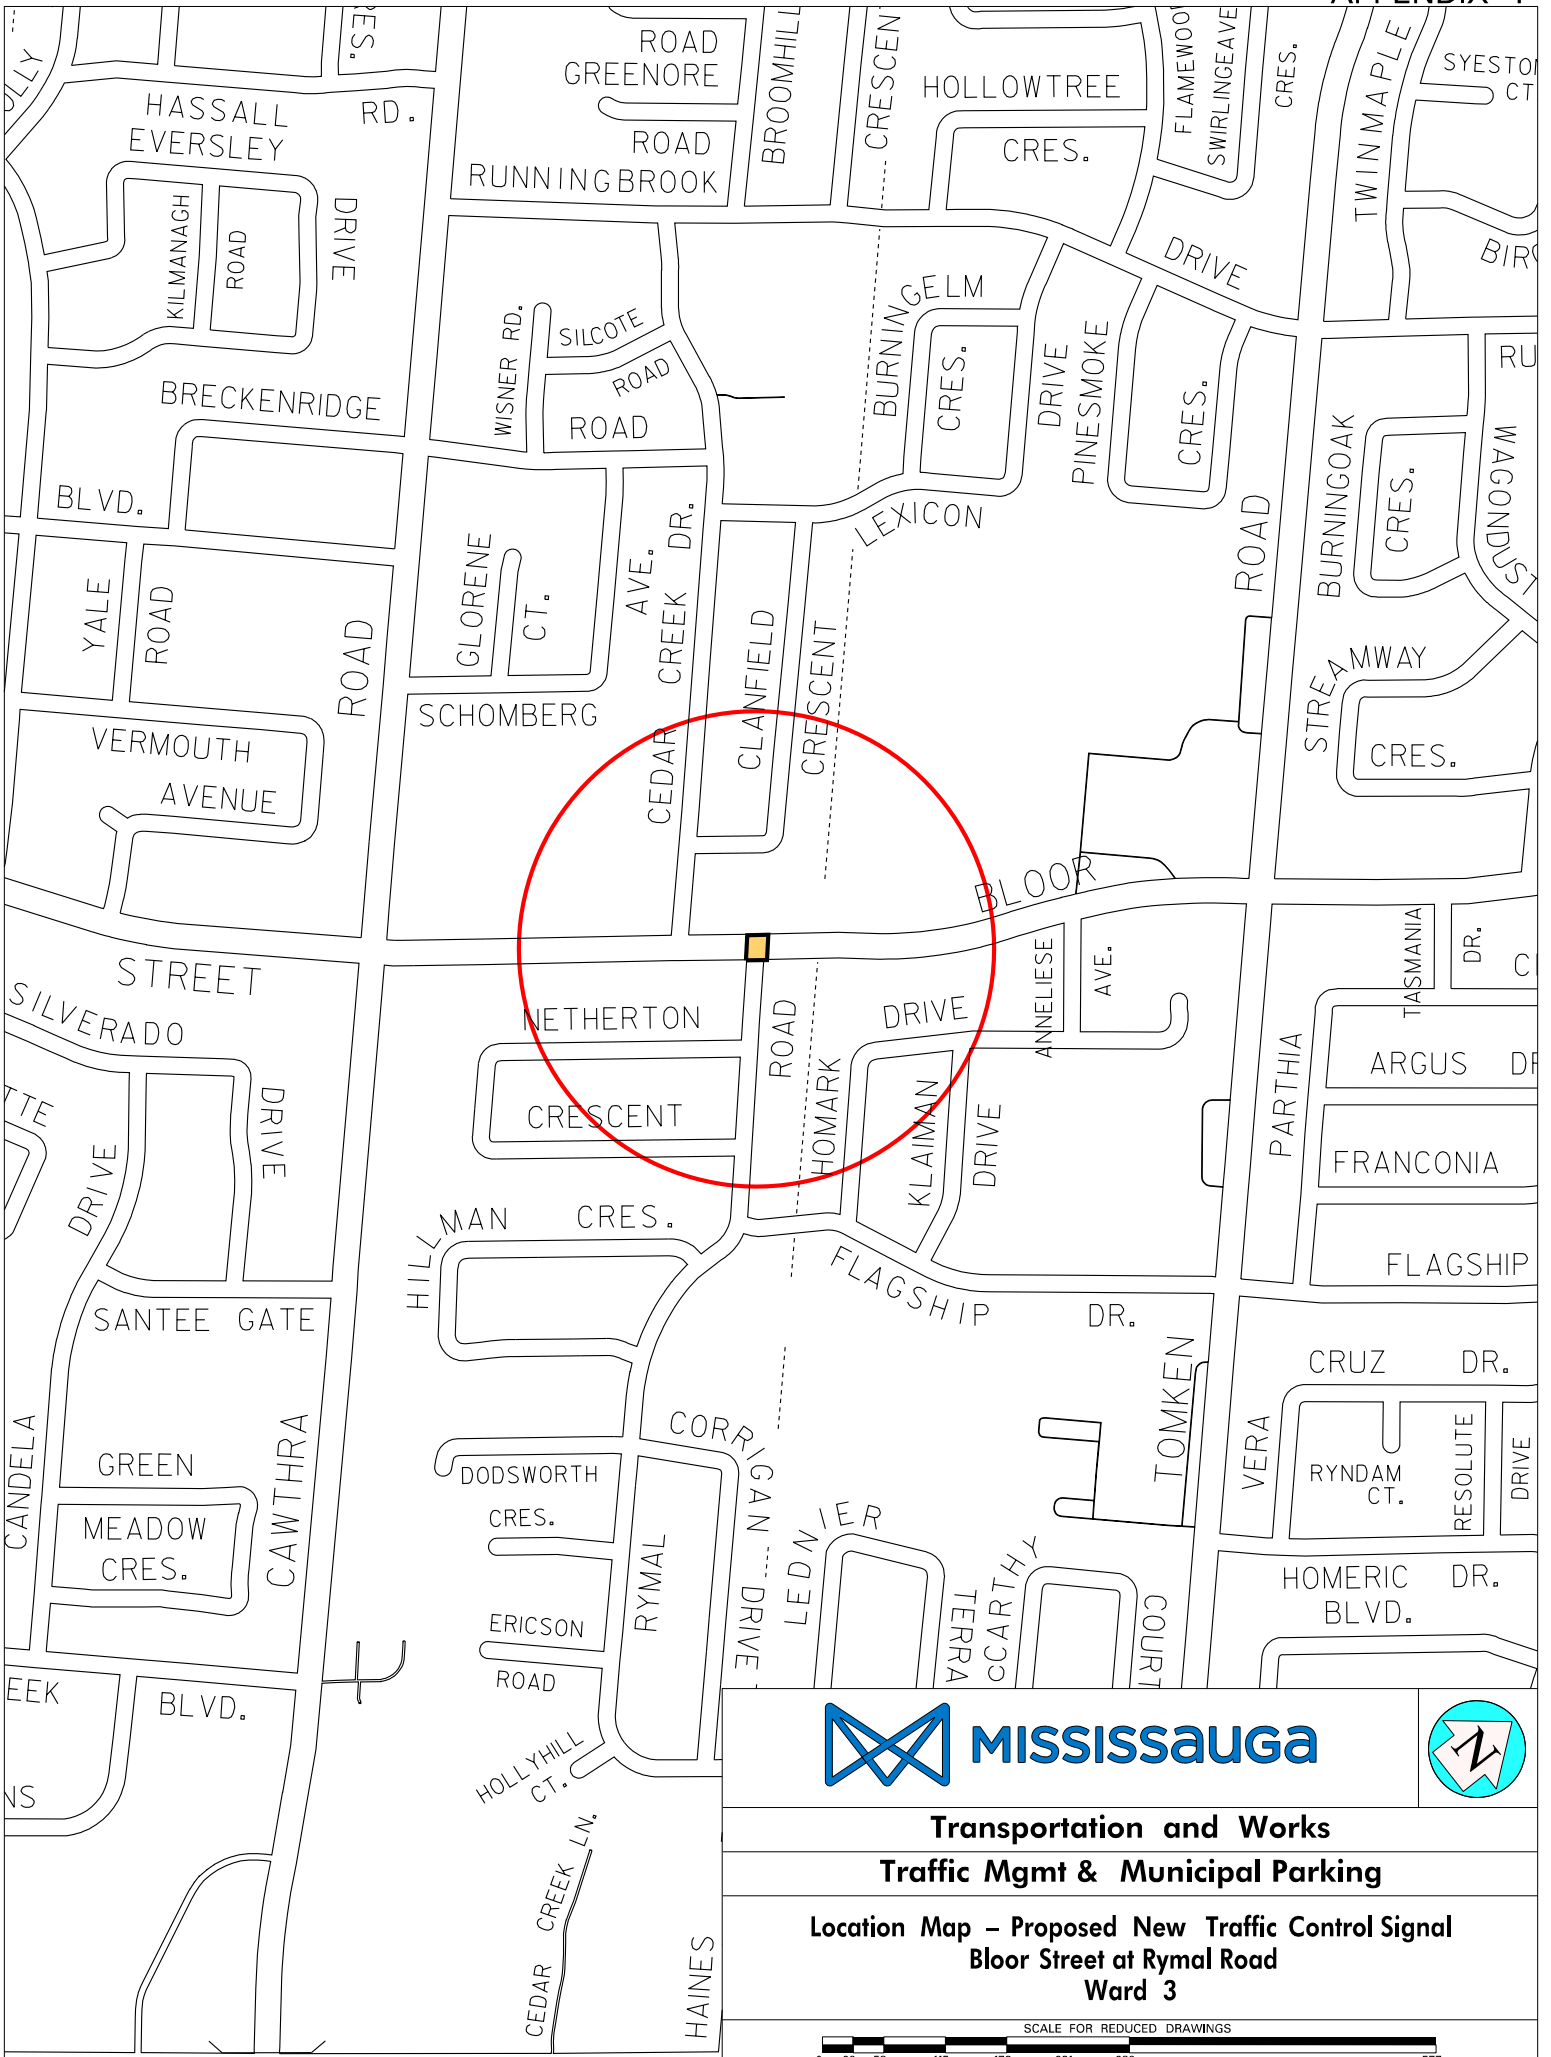 ROAD
GREENORE
ROAD
RUNNINGBROOK
BROOMHILL
CRESCEN
HOLLOWTREE
CRES.
SWIRLINGEAVE
CRES.
TWINMAPLE
CT
HASSALL
RD.
EVERSLEY
KILMANAGH
ROAD
DRIVE
DRIVE
BRECKENRIDGE
WISNER RD.
SILCOTE
ROAD
ROAD
BURNINGELM
CRES.
DRIVE
PINESMOKE
CRES.
BURNINGOAK
CRES.
BLVD.
YALE
ROAD
ROAD
GLORENE
CT.
AVE.
CEDAR CREEK DR.
LEXICON
ROAD
CLANFIELD
CRESCENT
STREAMWAY
CRES.
SCHOMBERG
VERMOUTH
AVENUE
BLOOR
STREET
SILVERADO
DRIVE
NETHERTON
CRESCENT
ROAD
DRIVE
HOMARK
KLAIMAN
DRIVE
ANNELIESE
AVE.
TASMANIA
DR.
PARTHIA
ARGUS
FRANCONIA
FLAGSHIP
DRIVE
HILLMAN CRES.
FLAGSHIP DR.
SANTEE GATE
CANDELA
GREEN
MEADOW
CRES.
CAWTHRA
DODSWORTH
CRES.
CORRIGAN DRIVE
RYMAL
ERICSON
ROAD
LEDNIER
TERRA
COURT
TOMKEN
CRUZ DR.
VERA
RYNDAM
CT.
RESOLUTE
DRIVE
HOMERIC DR.
BLVD.
BLVD.
HOLLYHILL
CT.
CEDAR CREEK LN.
HAINES
MISSISSAUGA
N
Transportation and Works
Traffic Mgmt & Municipal Parking
Location Map – Proposed New Traffic Control Signal
Bloor Street at Rymal Road
Ward 3
SCALE FOR REDUCED DRAWINGS